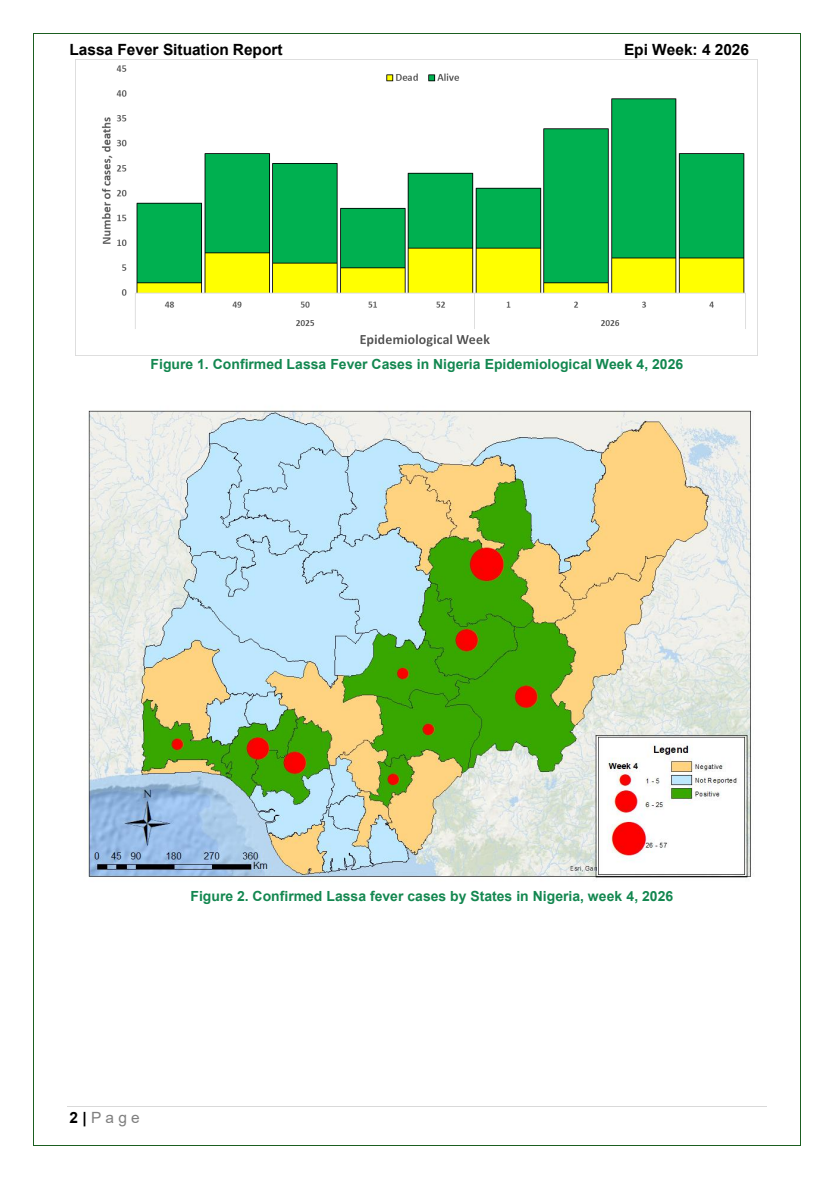 Lassa Fever Situation Report Epi Week: 4 2026
Dead Alive
Number of cases, deaths
45
40
35
30
25
20
15
10
5
0
48 49 50 51 52 1 2 3 4
2025 2026
Epidemiological Week
Figure 1. Confirmed Lassa Fever Cases in Nigeria Epidemiological Week 4, 2026
N
0 45 90 180 270 360
Km
Esri,
Legend
Week 4
1 - 5
6 - 25
26 - 57
Negative
Not Reported
Positive
Figure 2. Confirmed Lassa fever cases by States in Nigeria, week 4, 2026
2 | Page